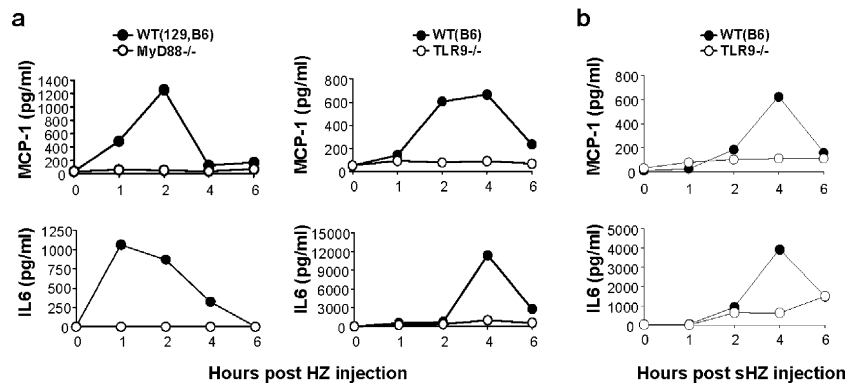 a
WT(129,B6)
MyD88-/-
MCP-1 (pg/ml)
1400
1200
1000
800
600
400
200
0
0 1 2 4 6
WT(B6)
TLR9-/-
MCP-1 (pg/ml)
800
600
400
200
0
0 1 2 4 6
IL6 (pg/ml)
1250
1000
750
500
250
0
0 1 2 4 6
IL6 (pg/ml)
15000
12000
9000
6000
3000
0
0 1 2 4 6
Hours post HZ injection
b
WT(B6)
TLR9-/-
MCP-1 (pg/ml)
800
600
400
200
0
0 1 2 4 6
IL6 (pg/ml)
5000
4000
3000
2000
1000
0
0 1 2 4 6
Hours post sHZ injection